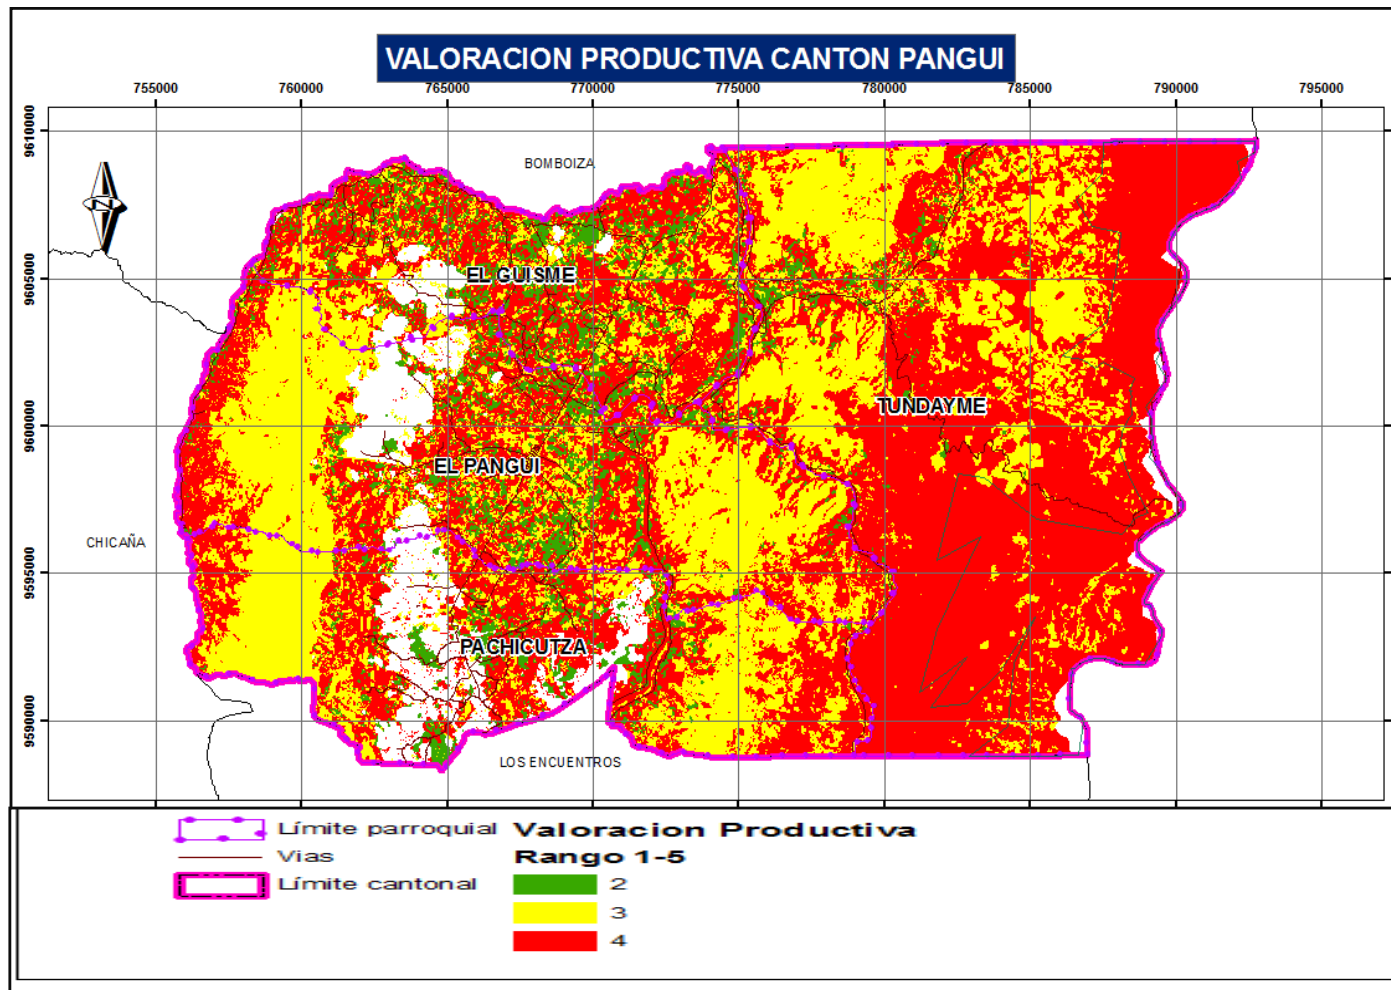 VALORACION PRODUCTIVA CANTON PANGUI
755000 760000 765000 770000 775000 780000 785000 790000 795000
9610000
9605000
9600000
9595000
9590000
N
BOMBOIZA
EL GUISME
TUNDAYME
EL PANGUI
CHICAÑA
PACHICUTZA
LOS ENCUENTROS
Límite parroquial
Vias
Límite cantonal
Valoracion Productiva
Rango 1-5
2
3
4